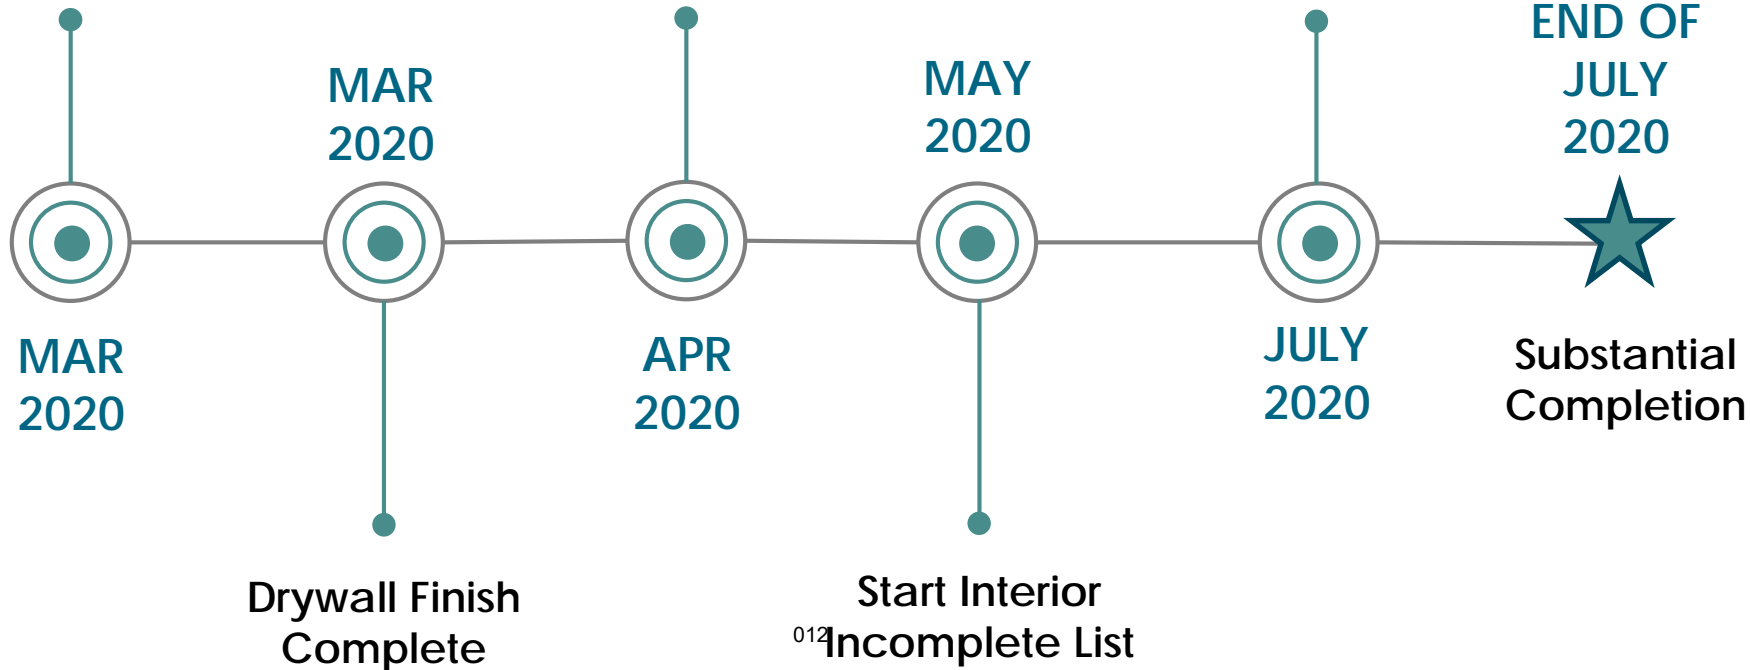 MAR
2020
MAR
2020
Drywall Finish
Complete
APR
2020
MAY
2020
Start Interior
012Incomplete List
JULY
2020
END OF
JULY
2020
Substantial
Completion